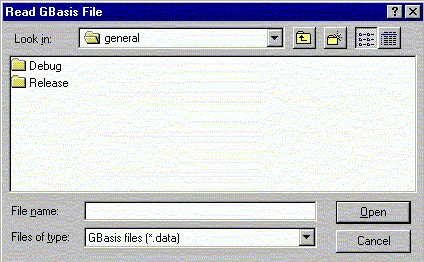 Read GBasis File
Look in: general
Debug
Release
File name: Open
Files of type: GBasis files (*.data) Cancel